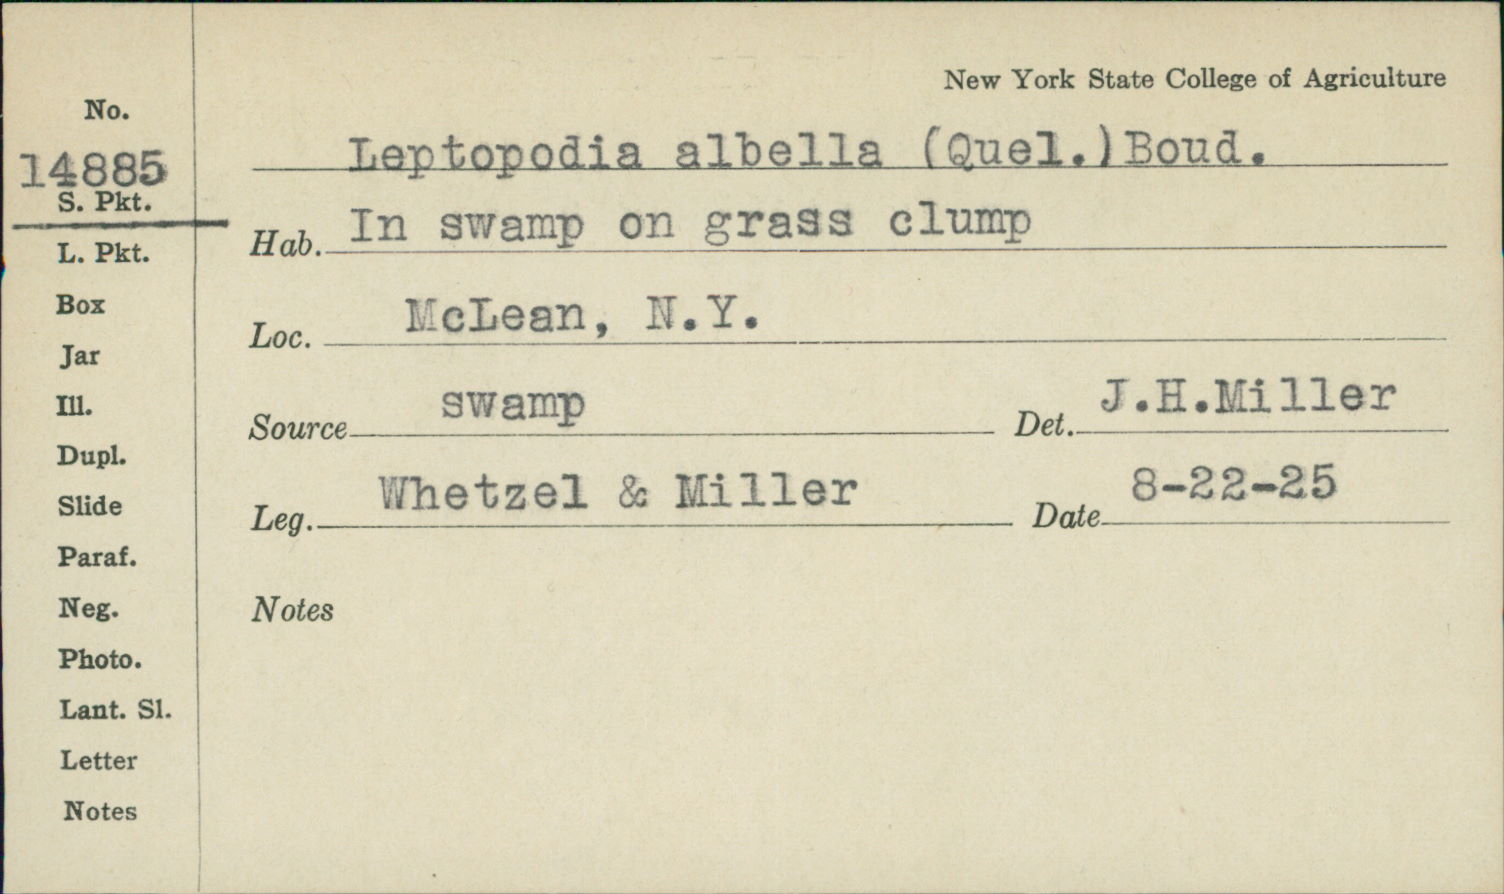 New York State College of Agriculture
No.
14885
S. Pkt.
L. Pkt.
Box
Jar
Ill.
Dupl.
Slide
Paraf.
Neg.
Photo.
Lant. Sl.
Letter
Notes
Leptopodia albella (Quel.)Boud.
Hab. In swamp on grass clump
Loc. McLean, N.Y.
Source swamp Det. J.H.Miller
Leg. Whetzel & Miller Date 8-22-25
Notes